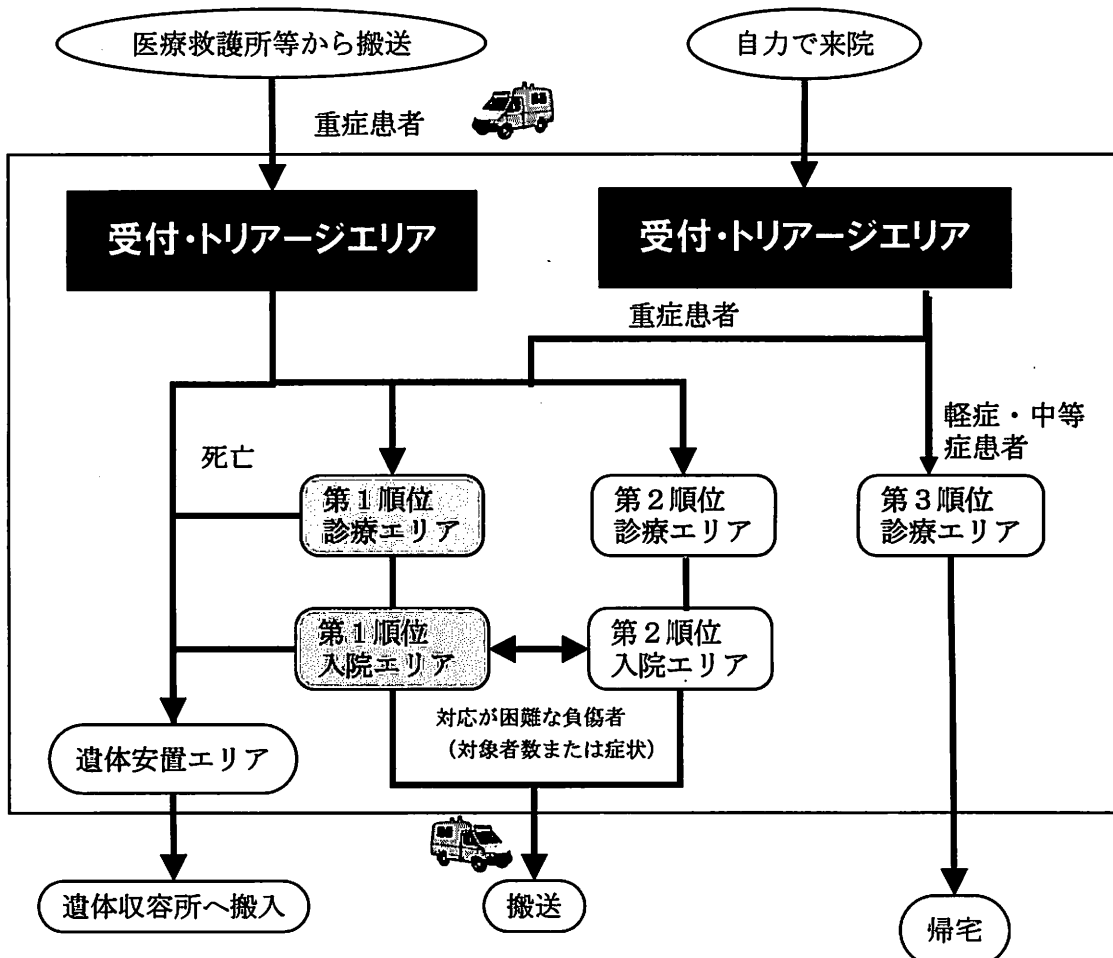 医療救護所等から搬送
自力で来院
重症患者
受付・トリアージエリア
受付・トリアージエリア
重症患者
軽症・中等
症患者
死亡
第１順位
診療エリア
第２順位
診療エリア
第３順位
診療エリア
第１順位
入院エリア
第２順位
入院エリア
対応が困難な負傷者
（対象者数または症状）
遺体安置エリア
遺体収容所へ搬入
搬送
帰宅